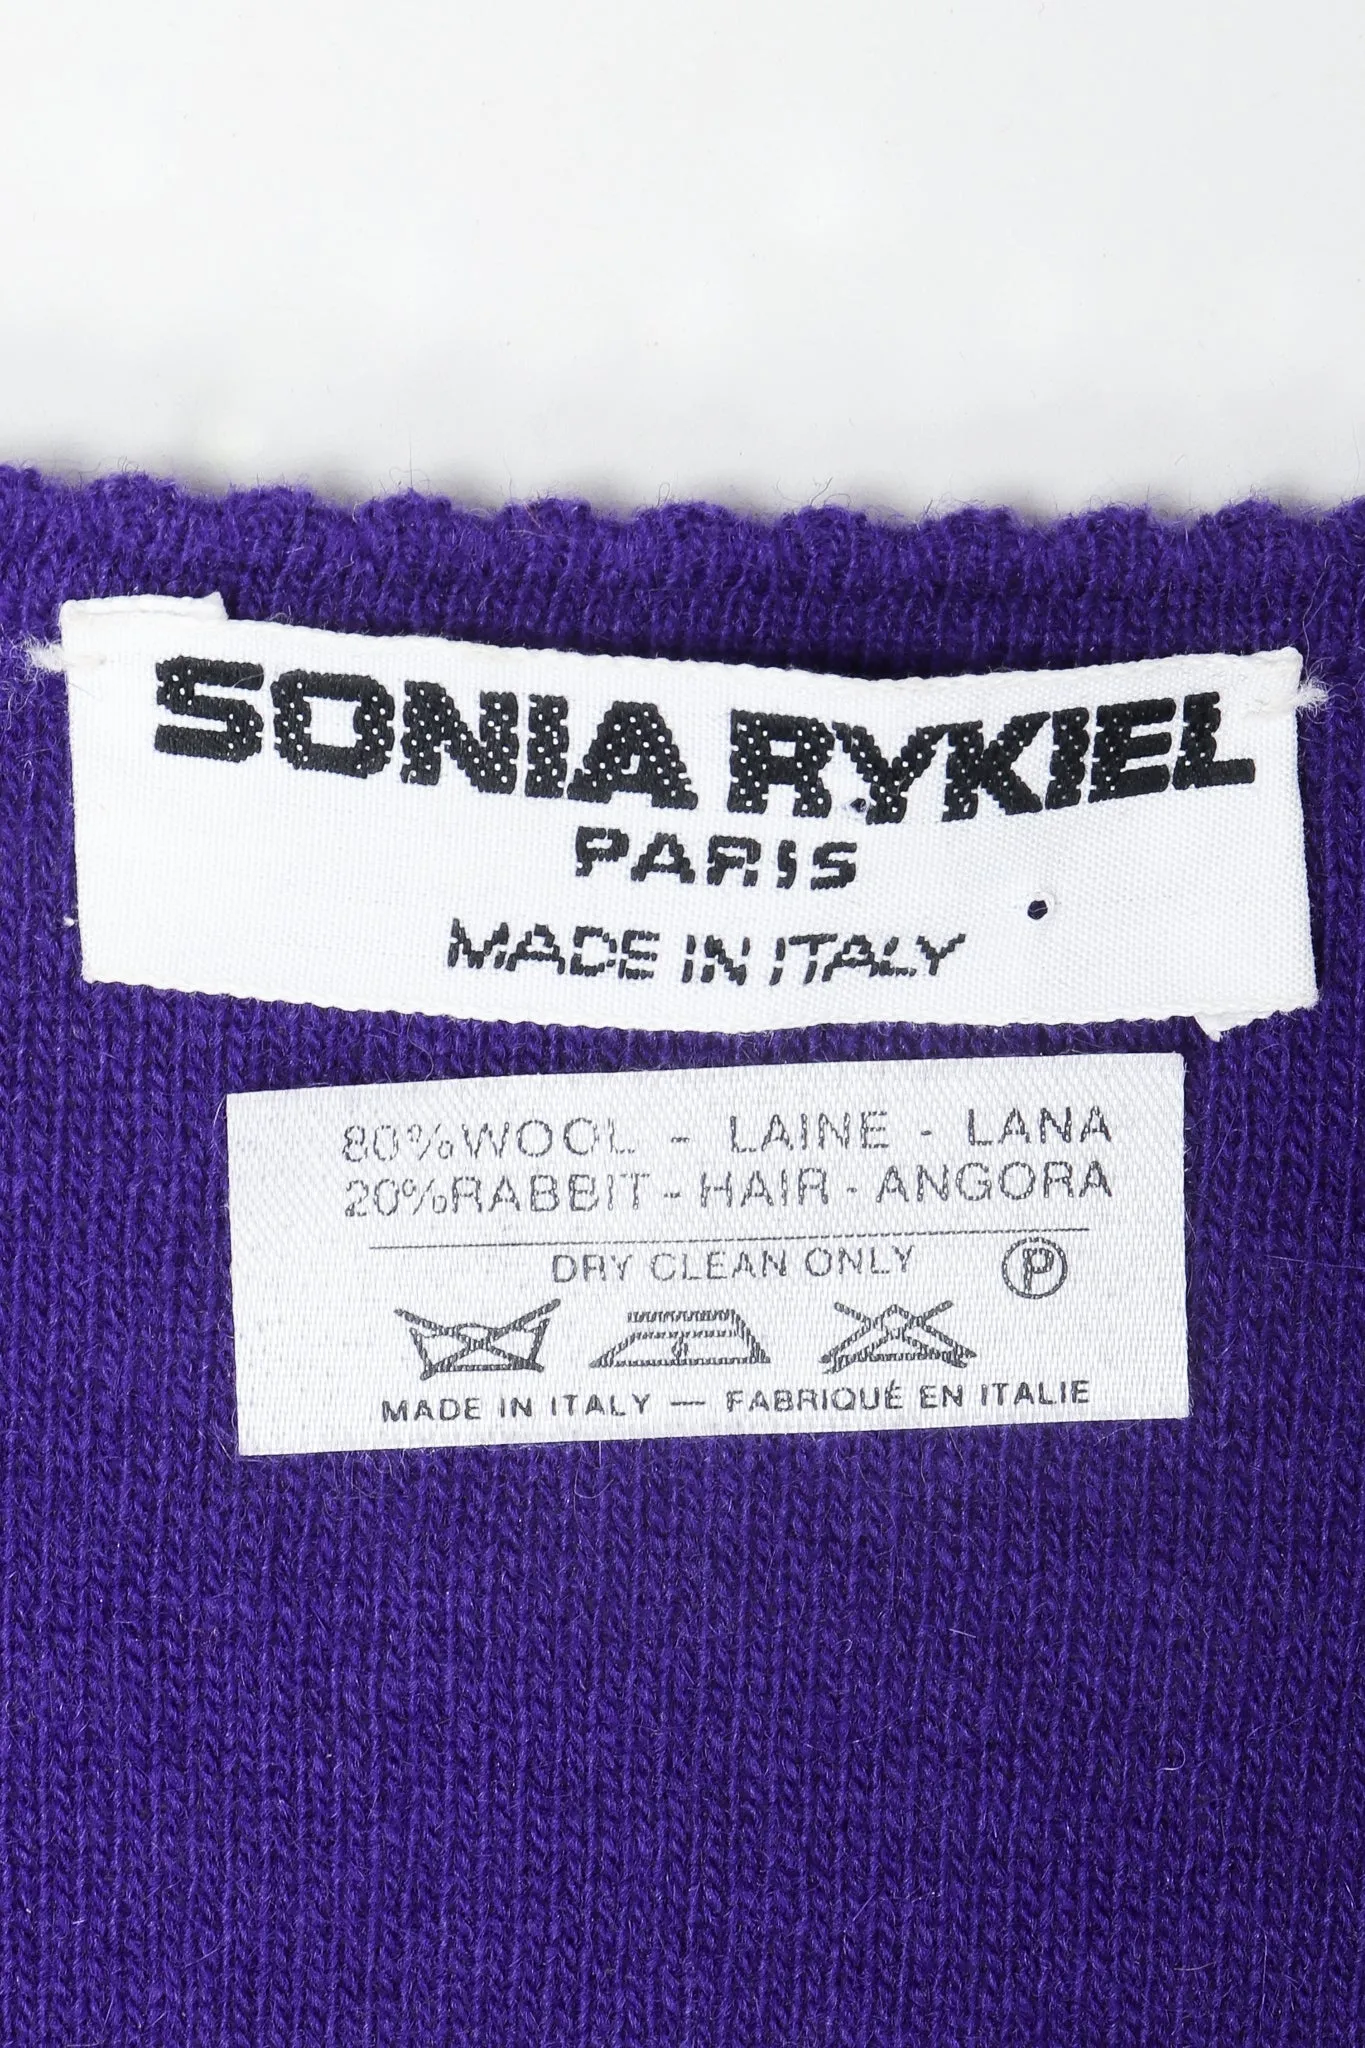 SONIA RYKIEL
PARIS
MADE IN ITALY
80%WOOL - LAINE - LANA
20%RABBIT-HAIR-ANGORA
DRY CLEAN ONLY P
MADE IN ITALY — FABRIQUÉ EN ITALIE